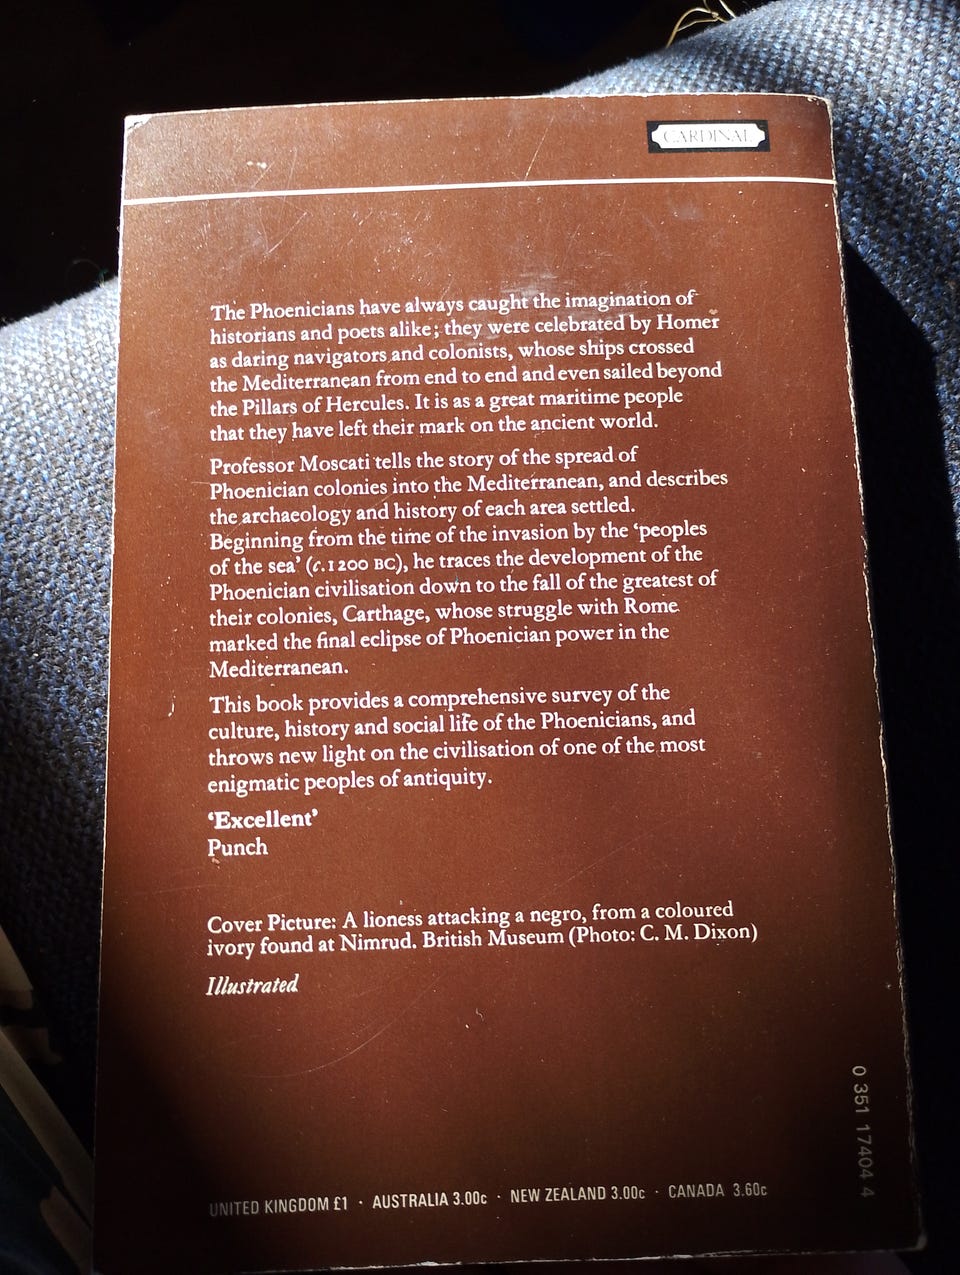 CARDINAL
The Phoenicians have always caught the imagination of
historians and poets alike; they were celebrated by Homer
as daring navigators and colonists, whose ships crossed
the Mediterranean from end to end and even sailed beyond
the Pillars of Hercules. It is as a great maritime people
that they have left their mark on the ancient world.
Professor Moscati tells the story of the spread of
Phoenician colonies into the Mediterranean, and describes
the archaeology and history of each area settled.
Beginning from the time of the invasion by the ‘peoples
of the sea’ (c.1200 BC), he traces the development of the
Phoenician civilisation down to the fall of the greatest of
their colonies, Carthage, whose struggle with Rome
marked the final eclipse of Phoenician power in the
Mediterranean.
This book provides a comprehensive survey of the
culture, history and social life of the Phoenicians, and
throws new light on the civilisation of one of the most
enigmatic peoples of antiquity.
‘Excellent’
Punch
Cover Picture: A lioness attacking a negro, from a coloured
ivory found at Nimrud. British Museum (Photo: C. M. Dixon)
Illustrated
0 351 17404 4
UNITED KINGDOM £1 · AUSTRALIA 3.00c · NEW ZEALAND 3.00c · CANADA 3.60c